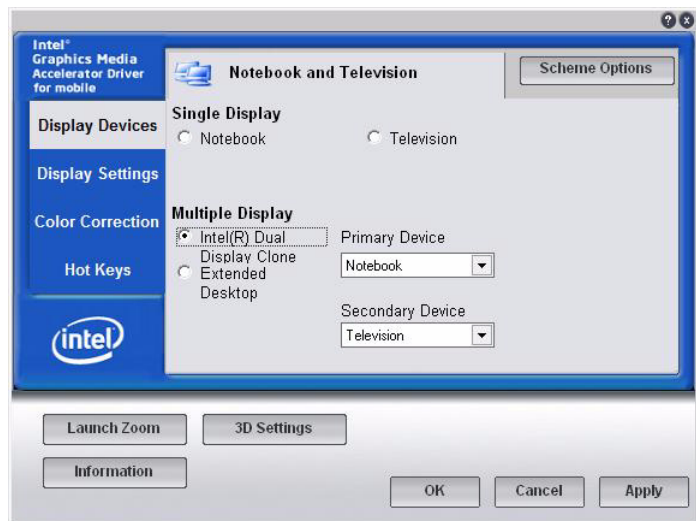 Intel®
Graphics Media
Accelerator Driver
for mobile
Notebook and Television
Scheme Options
Display Devices
Display Settings
Color Correction
Hot Keys
intel
Single Display
Notebook
Television
Multiple Display
Intel(R) Dual
Display Clone
Extended
Desktop
Primary Device
Notebook
Secondary Device
Television
Launch Zoom
3D Settings
Information
OK
Cancel
Apply